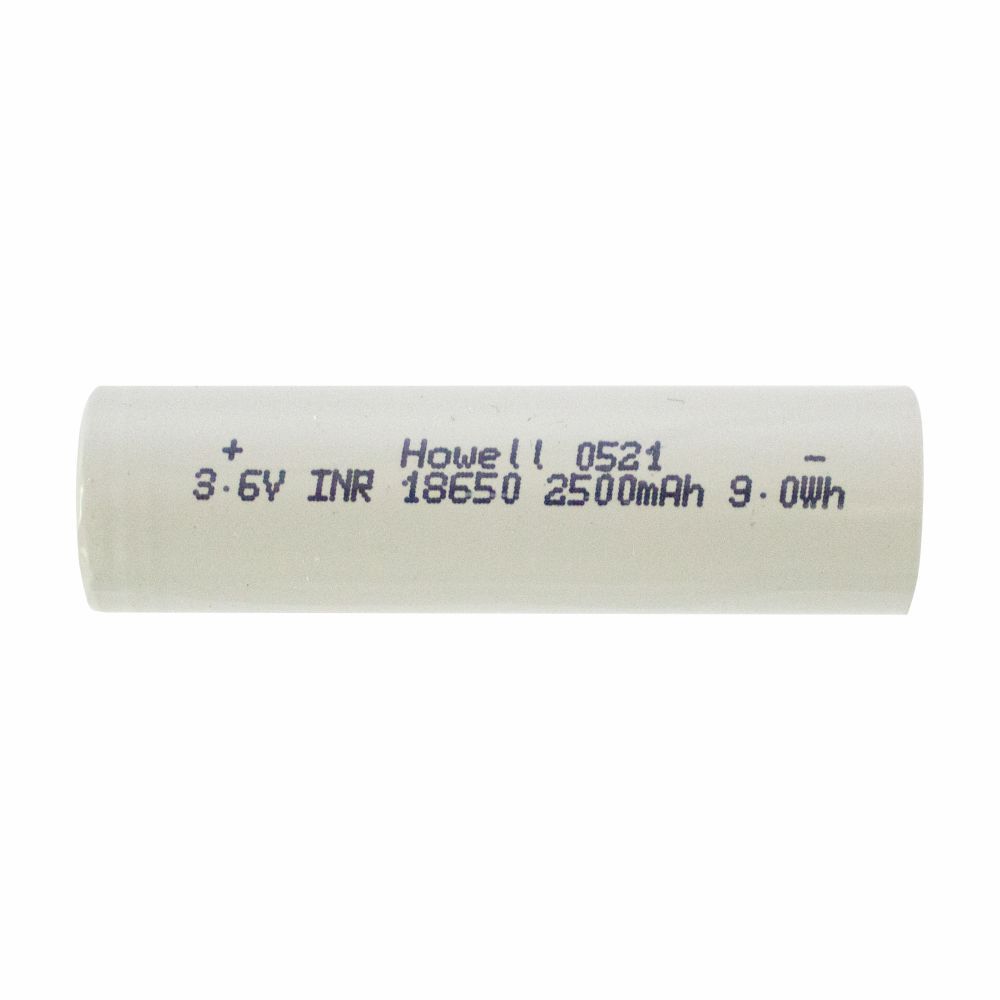 + Howell 0521 -
3.6V INR 18650 2500mAh 9.0Wh